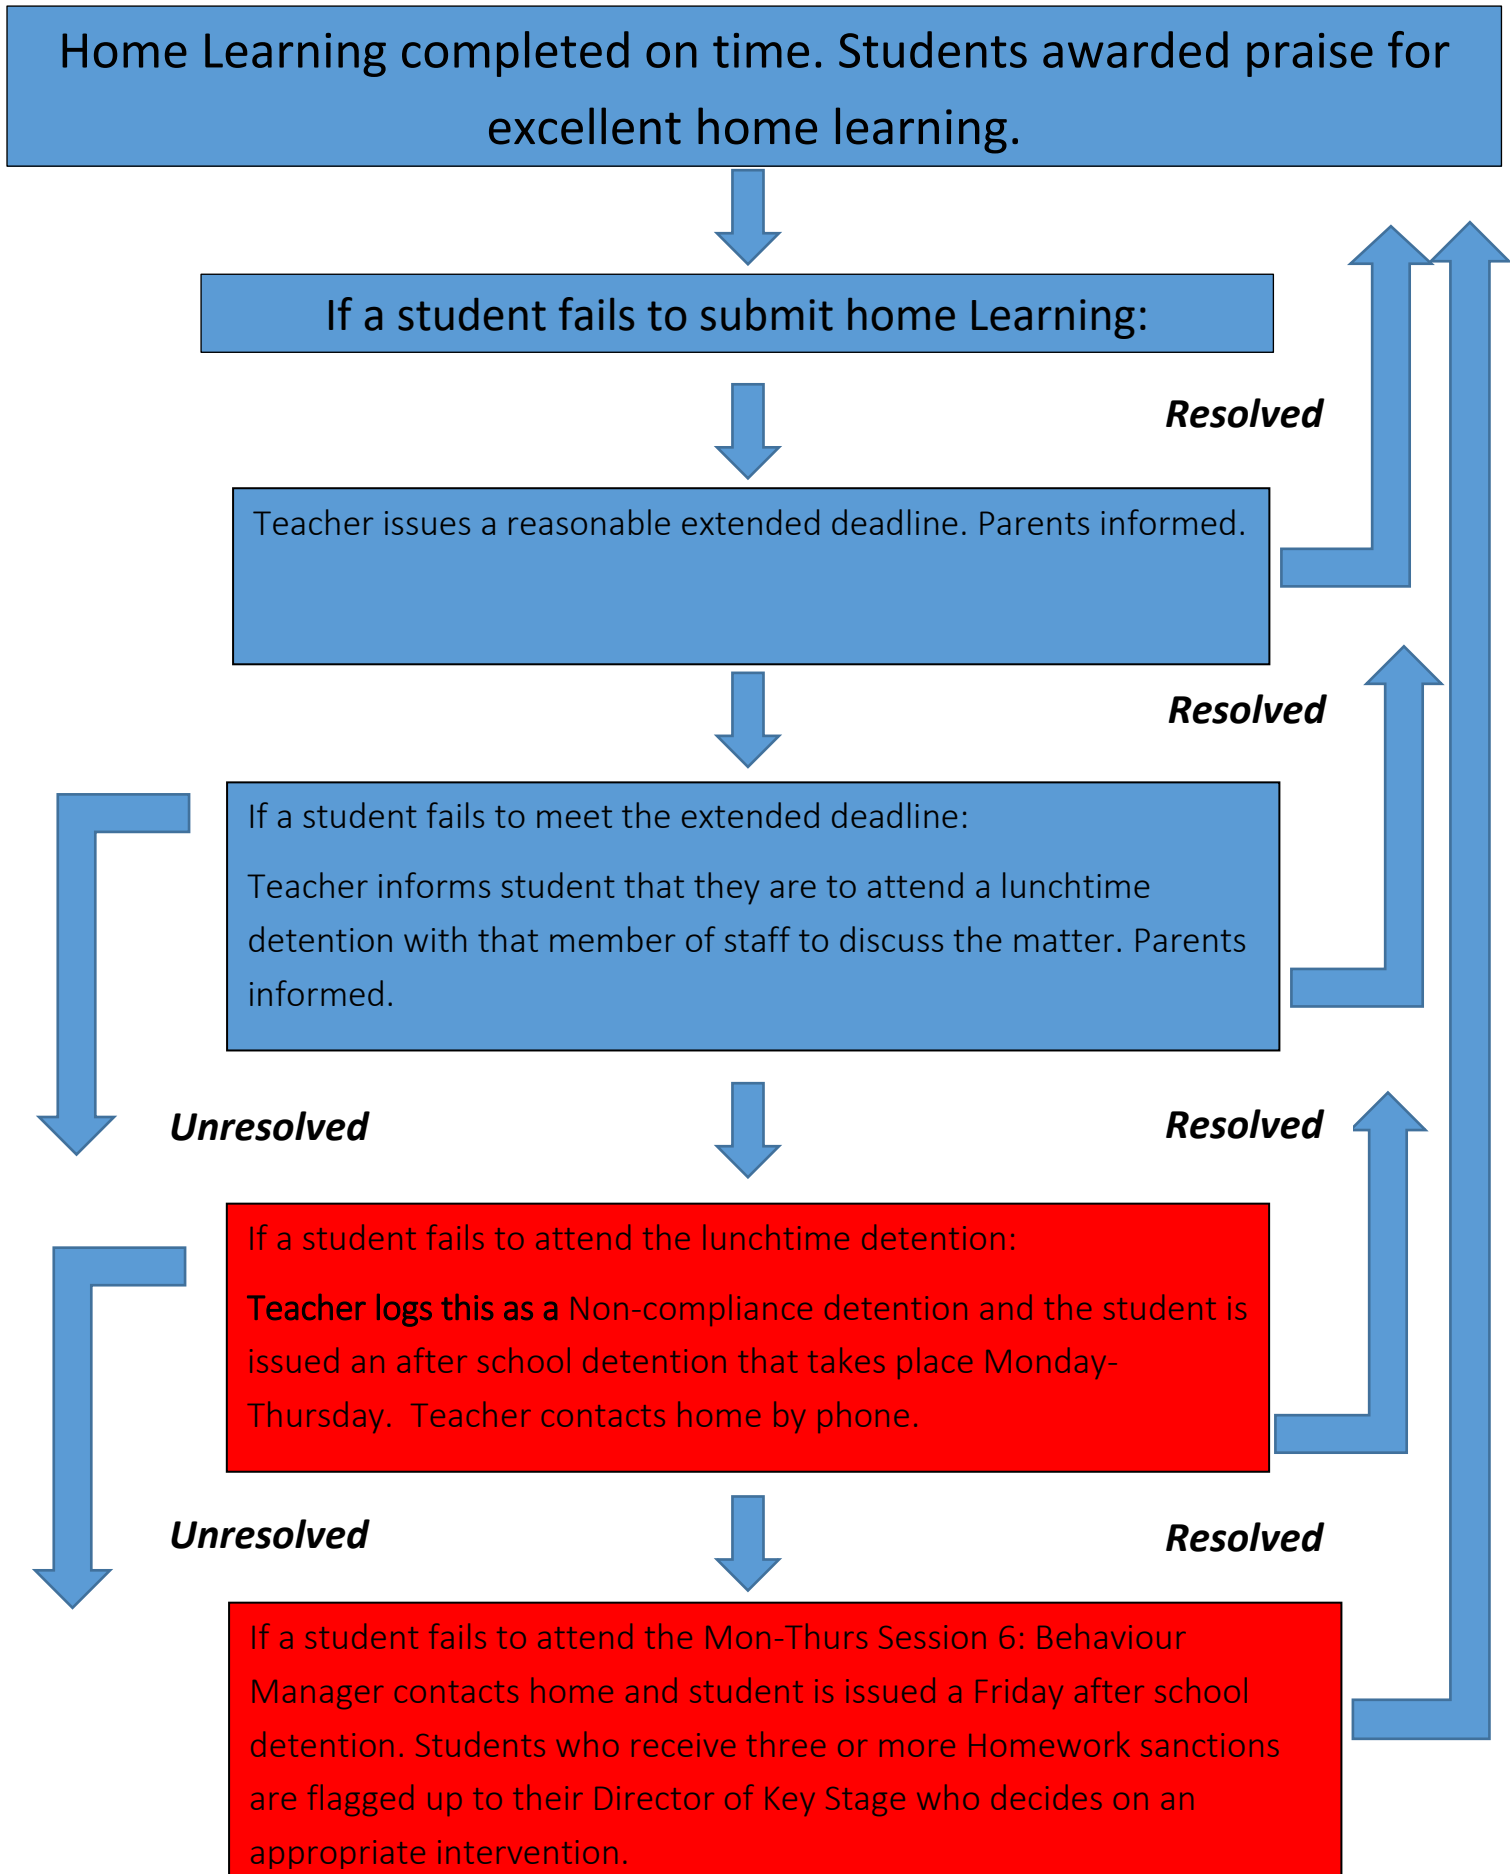 Home Learning completed on time. Students awarded praise for
excellent home learning.
If a student fails to submit home Learning:
Resolved
Teacher issues a reasonable extended deadline. Parents informed.
Resolved
If a student fails to meet the extended deadline:
Teacher informs student that they are to attend a lunchtime
detention with that member of staff to discuss the matter. Parents
informed.
Unresolved
Resolved
If a student fails to attend the lunchtime detention:
Teacher logs this as a Non-compliance detention and the student is
issued an after school detention that takes place Monday-
Thursday.  Teacher contacts home by phone.
Unresolved
Resolved
If a student fails to attend the Mon-Thurs Session 6: Behaviour
Manager contacts home and student is issued a Friday after school
detention. Students who receive three or more Homework sanctions
are flagged up to their Director of Key Stage who decides on an
appropriate intervention.